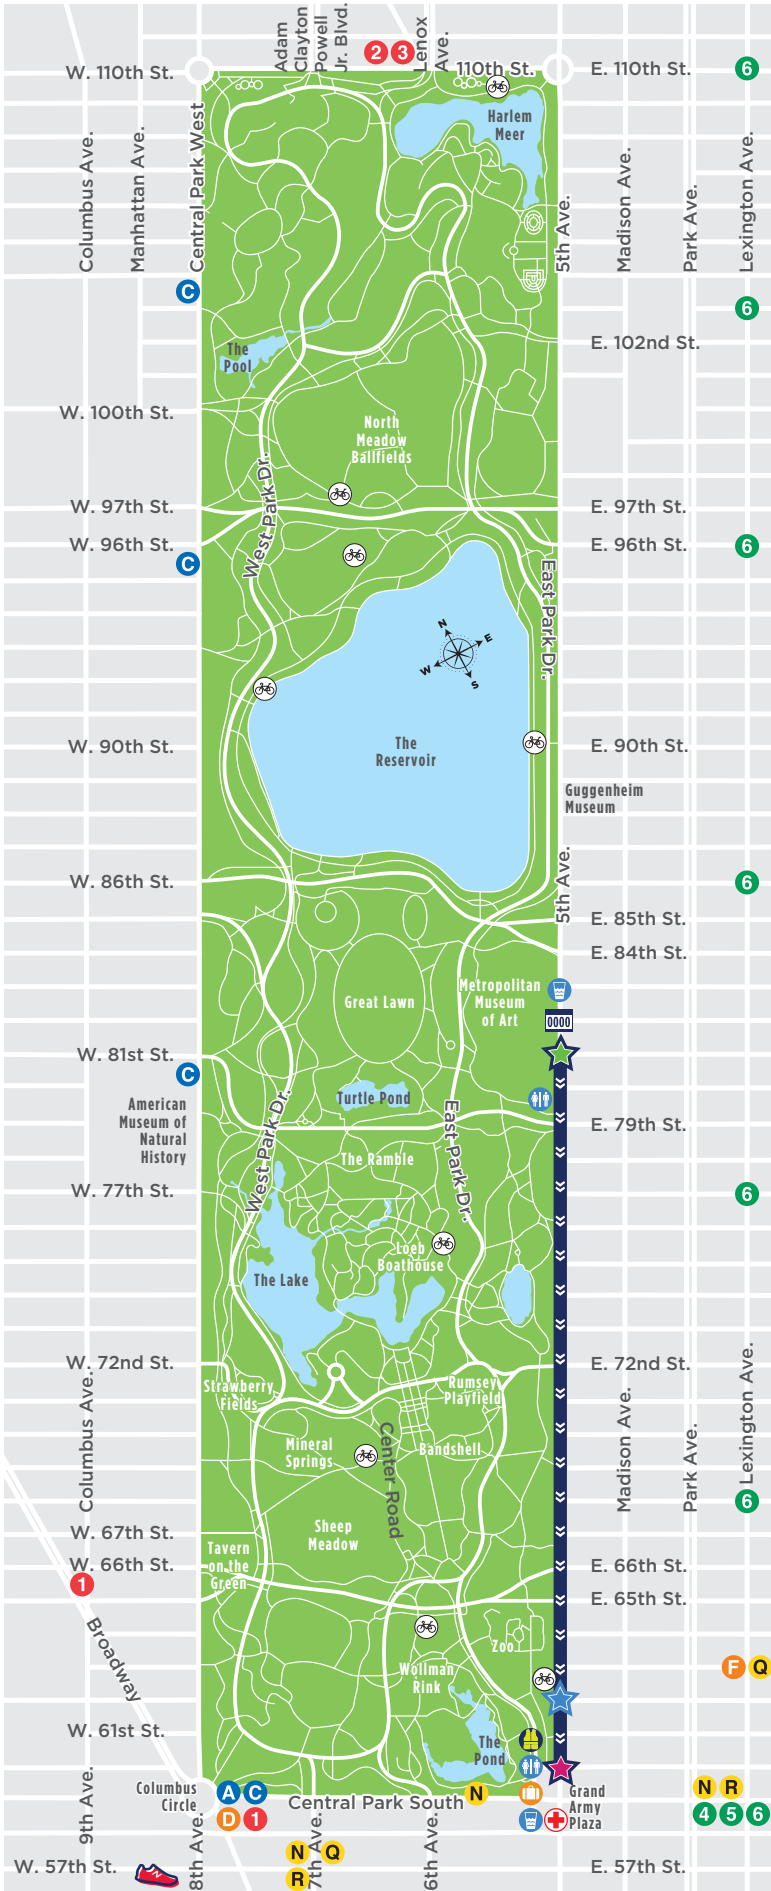 Adam
Clayton
Powell
Jr. Blvd.
2 3
Lenox
Ave.
W. 110th St.
110th St.
E. 110th St.
6
Harlem
Meer
Columbus Ave.
Manhattan Ave.
Central Park West
5th Ave.
Madison Ave.
Park Ave.
Lexington Ave.
C
6
The
Pool
E. 102nd St.
W. 100th St.
North
Meadow
Ballfields
West Park Dr.
W. 97th St.
E. 97th St.
W. 96th St.
E. 96th St.
6
C
East Park Dr.
N
E
W
S
W. 90th St.
The
Reservoir
E. 90th St.
Guggenheim
Museum
5th Ave.
W. 86th St.
6
E. 85th St.
E. 84th St.
Metropolitan
Museum
of Art
Great Lawn
0000
W. 81st St.
C
American
Museum of
Natural
History
Turtle Pond
West Park Dr.
East Park Dr.
E. 79th St.
The Ramble
W. 77th St.
6
Loeb
Boathouse
The Lake
W. 72nd St.
E. 72nd St.
Strawberry
Fields
Rumsey
Playfield
Columbus Ave.
Madison Ave.
Park Ave.
Lexington Ave.
Mineral
Springs
Center Road
Bandshell
6
W. 67th St.
Sheep
Meadow
Tavern
on the
Green
W. 66th St.
E. 66th St.
1
E. 65th St.
Broadway
Zoo
Wollman
Rink
F Q
W. 61st St.
The
Pond
Columbus
Circle
A C
D 1
Central Park South
N
Grand
Army
Plaza
N R
4 5 6
9th Ave.
8th Ave.
7th Ave.
6th Ave.
N Q
R
W. 57th St.
E. 57th St.